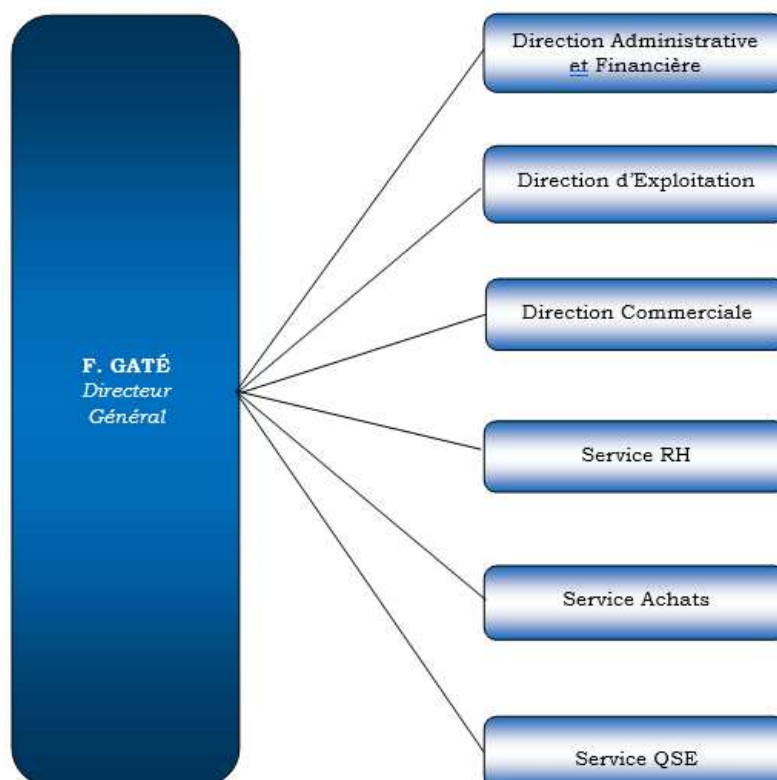 F. GATÉ
Directeur
Général
Direction Administrative
et Financière
Direction d'Exploitation
Direction Commerciale
Service RH
Service Achats
Service QSE